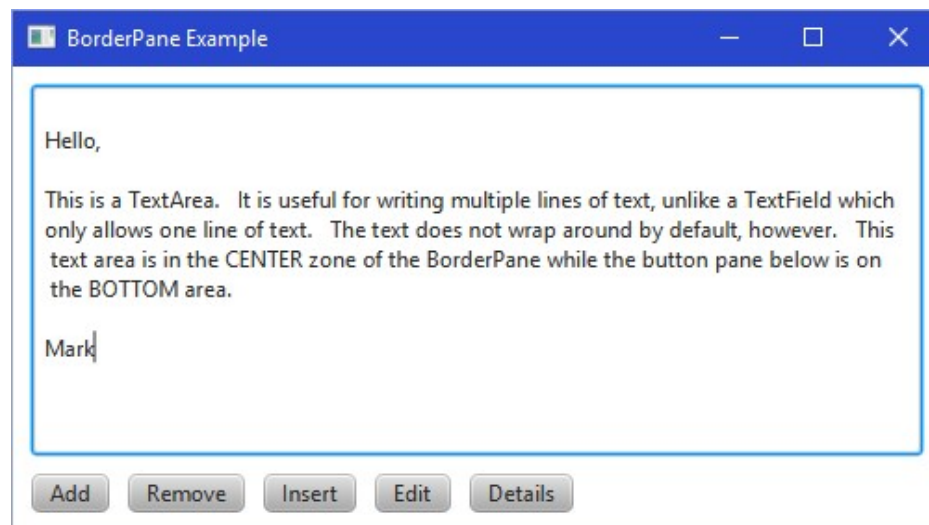 BorderPane Example
Hello,
This is a TextArea.   It is useful for writing multiple lines of text, unlike a TextField which
only allows one line of text.   The text does not wrap around by default, however.   This
text area is in the CENTER zone of the BorderPane while the button pane below is on
the BOTTOM area.
Mark
Add Remove Insert Edit Details